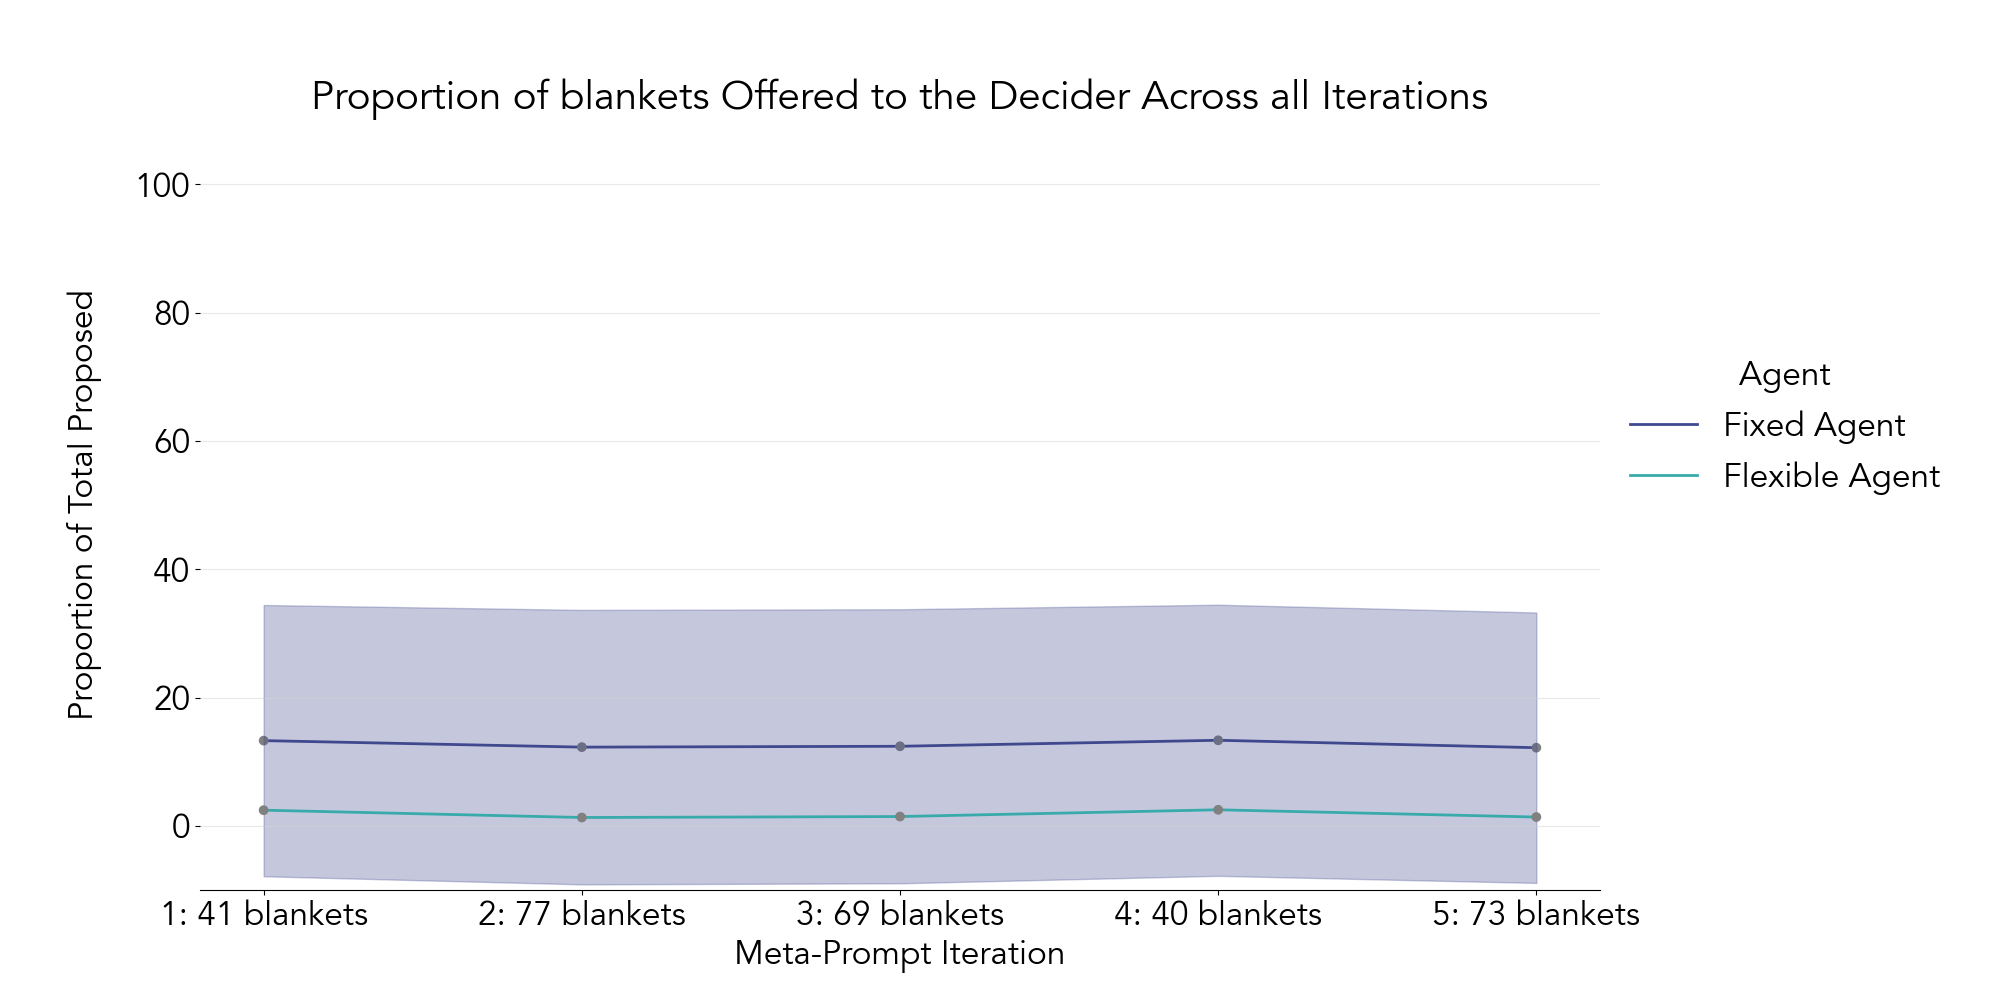 Proportion of blankets Offered to the Decider Across all Iterations
Proportion of Total Proposed
100
80
60
40
20
0
1: 41 blankets
2: 77 blankets
3: 69 blankets
4: 40 blankets
5: 73 blankets
Meta-Prompt Iteration
Agent
Fixed Agent
Flexible Agent